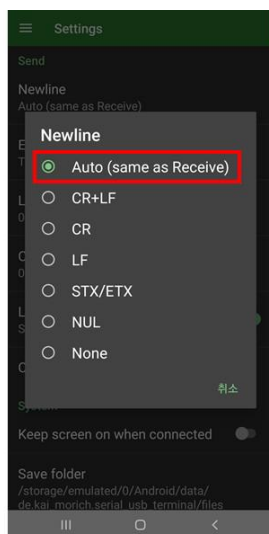 Settings
Send
Newline
Auto (same as Receive)
Newline
Auto (same as Receive)
CR+LF
CR
LF
STX/ETX
NUL
None
취소
System
Keep screen on when connected
Save folder
/storage/emulated/0/Android/data/
de.kai_morich.serial_usb_terminal/files